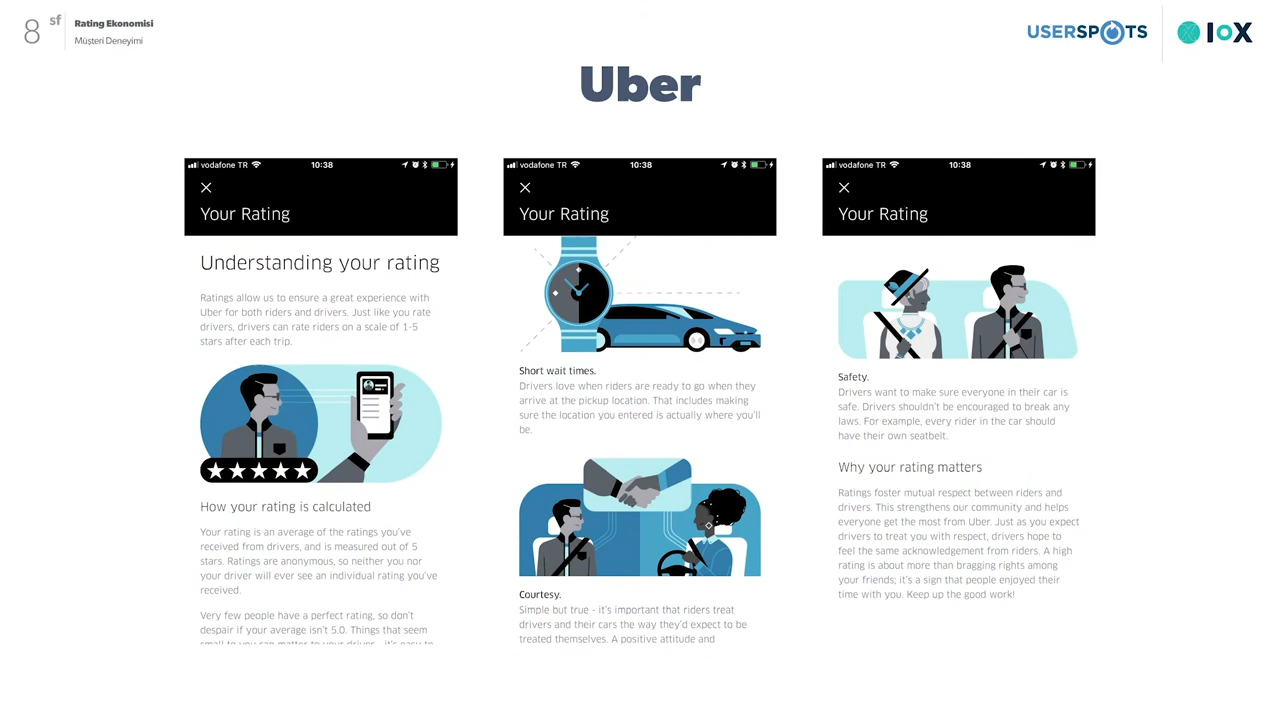 8 sf
Rating Ekonomisi
Müşteri Deneyimi
USERSPOTS
IoX
Uber
vodafone TR
10:38
Your Rating
Understanding your rating
Ratings allow us to ensure a great experience with
Uber for both riders and drivers. Just like you rate
drivers, drivers can rate riders on a scale of 1-5
stars after each trip.
How your rating is calculated
Your rating is an average of the ratings you've
received from drivers, and is measured out of 5
stars. Ratings are anonymous, so neither you nor
your driver will ever see an individual rating you've
received.
Very few people have a perfect rating, so don't
despair if your average isn't 5.0. Things that seem
small to you can matter to your driver - it's easy to
vodafone TR
10:38
Your Rating
Short wait times.
Drivers love when riders are ready to go when they
arrive at the pickup location. That includes making
sure the location you entered is actually where you'll
be.
Courtesy.
Simple but true - it's important that riders treat
drivers and their cars the way they'd expect to be
treated themselves. A positive attitude and
vodafone TR
10:38
Your Rating
Safety.
Drivers want to make sure everyone in their car is
safe. Drivers shouldn't be encouraged to break any
laws. For example, every rider in the car should
have their own seatbelt.
Why your rating matters
Ratings foster mutual respect between riders and
drivers. This strengthens our community and helps
everyone get the most from Uber. Just as you expect
drivers to treat you with respect, drivers hope to
feel the same acknowledgement from riders. A high
rating is about more than bragging rights among
your friends; it's a sign that people enjoyed their
time with you. Keep up the good work!